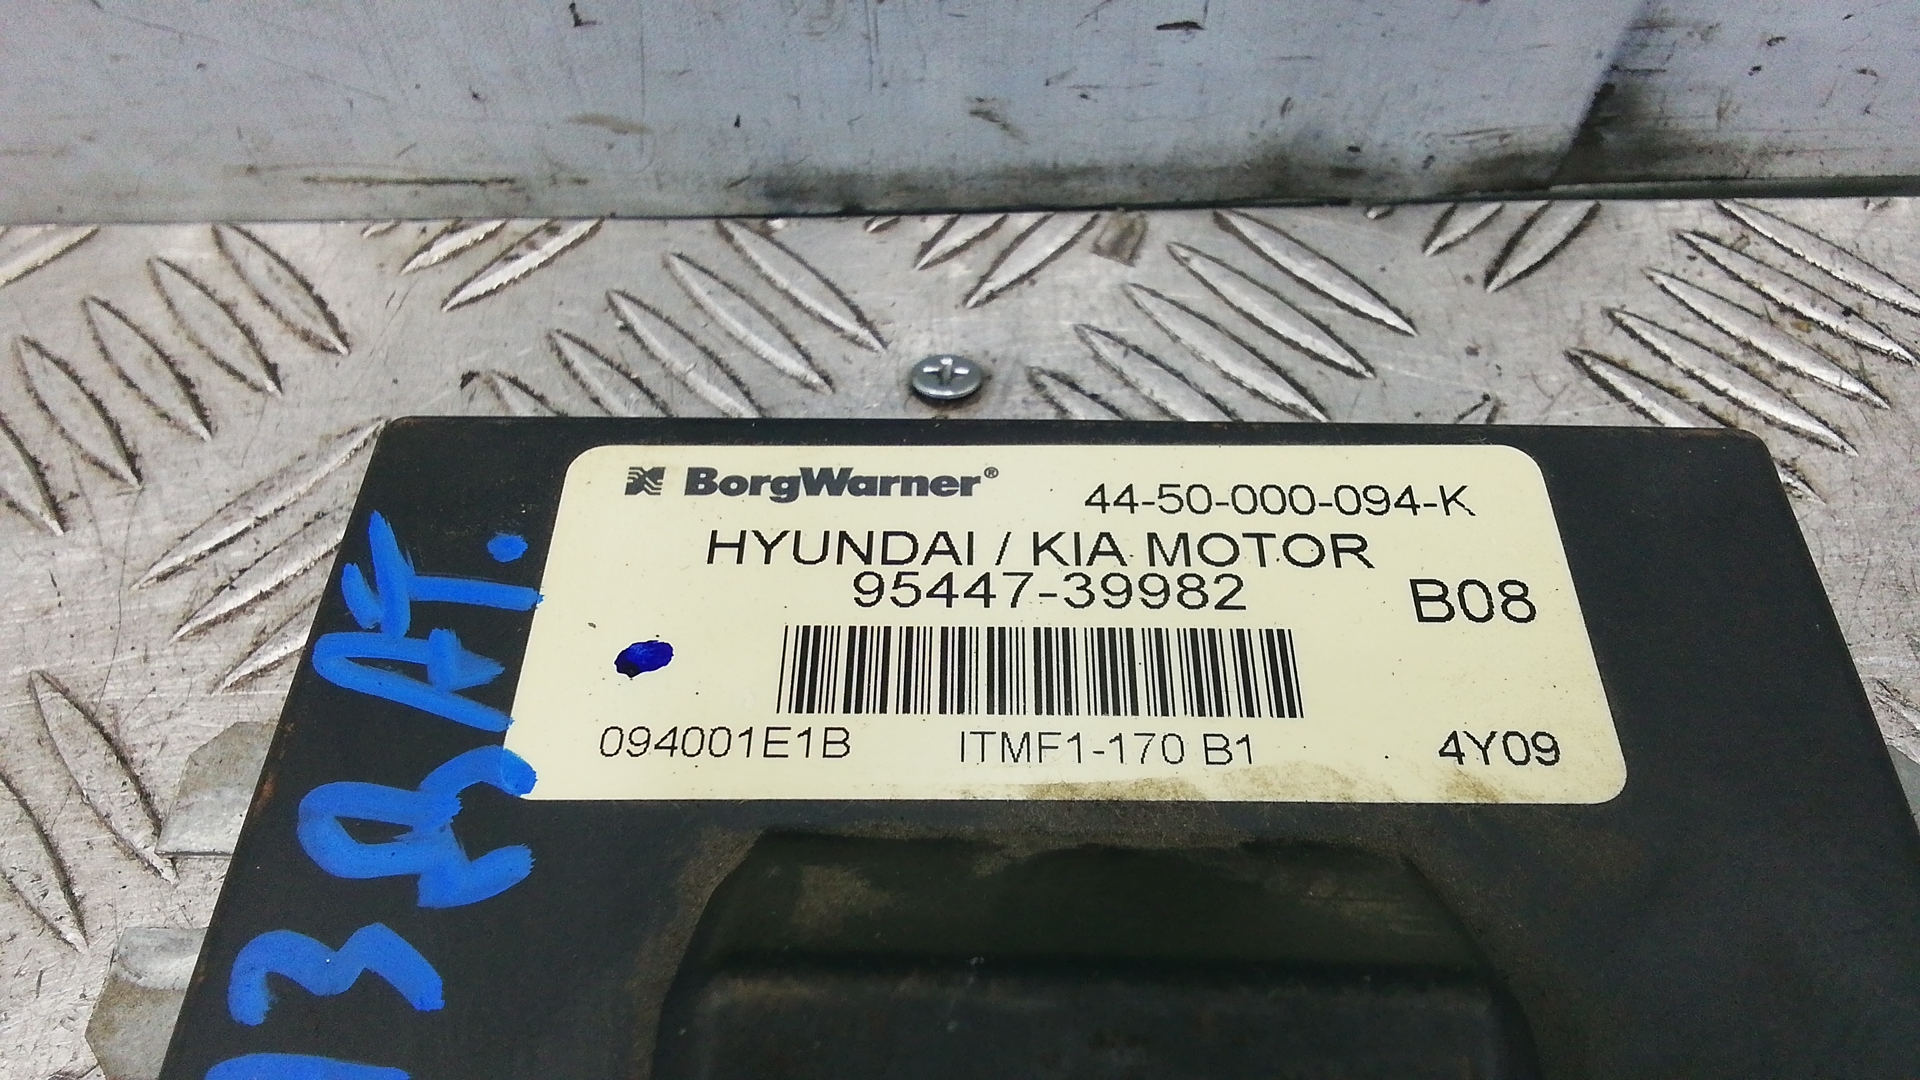 BorgWarner® 44-50-000-094-K
HYUNDAI / KIA MOTOR
95447-39982
B08
094001E1B ITMF1-170 B1 4Y09